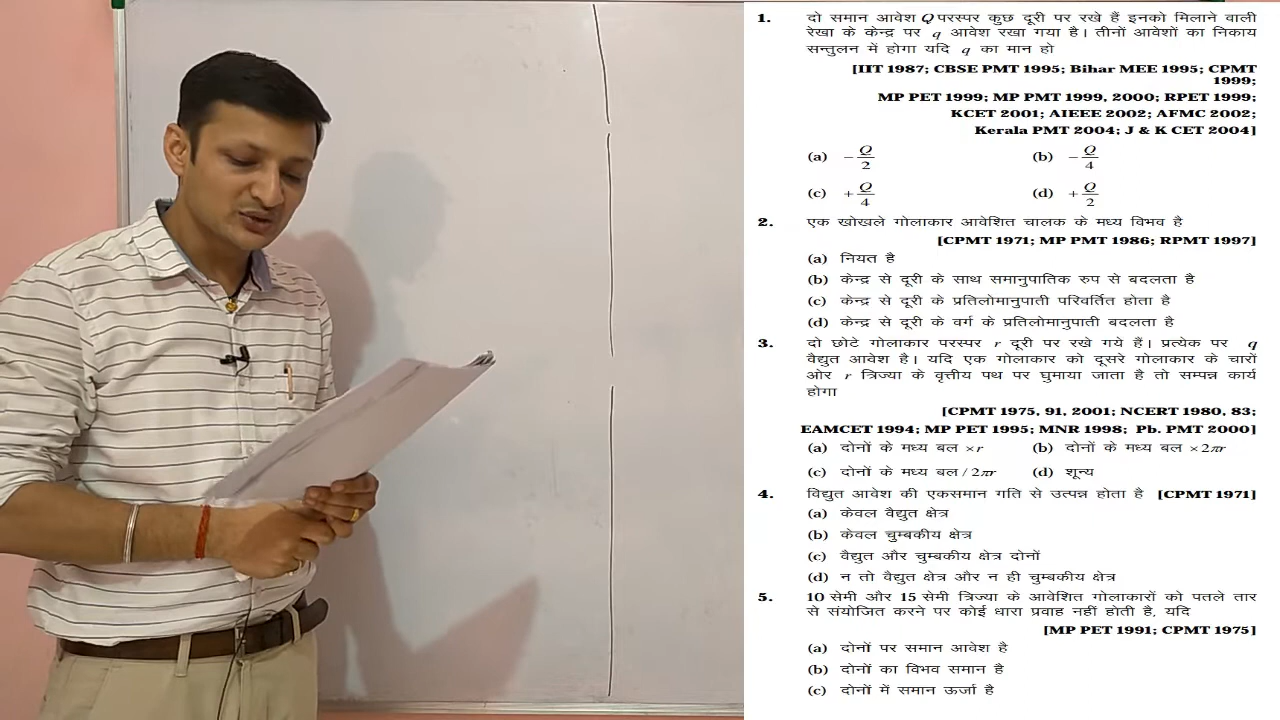 1. दो समान आवेश Q परस्पर कुछ दूरी पर रखे हैं इनको मिलाने वाली
रेखा के केन्द्र पर q आवेश रखा गया है। तीनों आवेशों का निकाय
सन्तुलन में होगा यदि q का मान हो
[IIT 1987; CBSE PMT 1995; Bihar MEE 1995; CPMT
1999;
MP PET 1999; MP PMT 1999, 2000; RPET 1999;
KCET 2001; AIEEE 2002; AFMC 2002;
Kerala PMT 2004; J & K CET 2004]
(a) −Q/2 (b) −Q/4
(c) +Q/4 (d) +Q/2
2. एक खोखले गोलाकार आवेशित चालक के मध्य विभव है
[CPMT 1971; MP PMT 1986; RPMT 1997]
(a) नियत है
(b) केन्द्र से दूरी के साथ समानुपातिक रुप से बदलता है
(c) केन्द्र से दूरी के प्रतिलोमानुपाती परिवर्तित होता है
(d) केन्द्र से दूरी के वर्ग के प्रतिलोमानुपाती बदलता है
3. दो छोटे गोलाकार परस्पर r दूरी पर रखे गये हैं। प्रत्येक पर q
वैद्युत आवेश है। यदि एक गोलाकार को दूसरे गोलाकार के चारों
ओर r त्रिज्या के वृत्तीय पथ पर घुमाया जाता है तो सम्पन्न कार्य
होगा
[CPMT 1975, 91, 2001; NCERT 1980, 83;
EAMCET 1994; MP PET 1995; MNR 1998; Pb. PMT 2000]
(a) दोनों के मध्य बल ×r (b) दोनों के मध्य बल ×2πr
(c) दोनों के मध्य बल / 2πr (d) शून्य
4. विद्युत आवेश की एकसमान गति से उत्पन्न होता है [CPMT 1971]
(a) केवल वैद्युत क्षेत्र
(b) केवल चुम्बकीय क्षेत्र
(c) वैद्युत और चुम्बकीय क्षेत्र दोनों
(d) न तो वैद्युत क्षेत्र और न ही चुम्बकीय क्षेत्र
5. 10 सेमी और 15 सेमी त्रिज्या के आवेशित गोलाकारों को पतले तार
से संयोजित करने पर कोई धारा प्रवाह नहीं होती है, यदि
[MP PET 1991; CPMT 1975]
(a) दोनों पर समान आवेश है
(b) दोनों का विभव समान है
(c) दोनों में समान ऊर्जा है